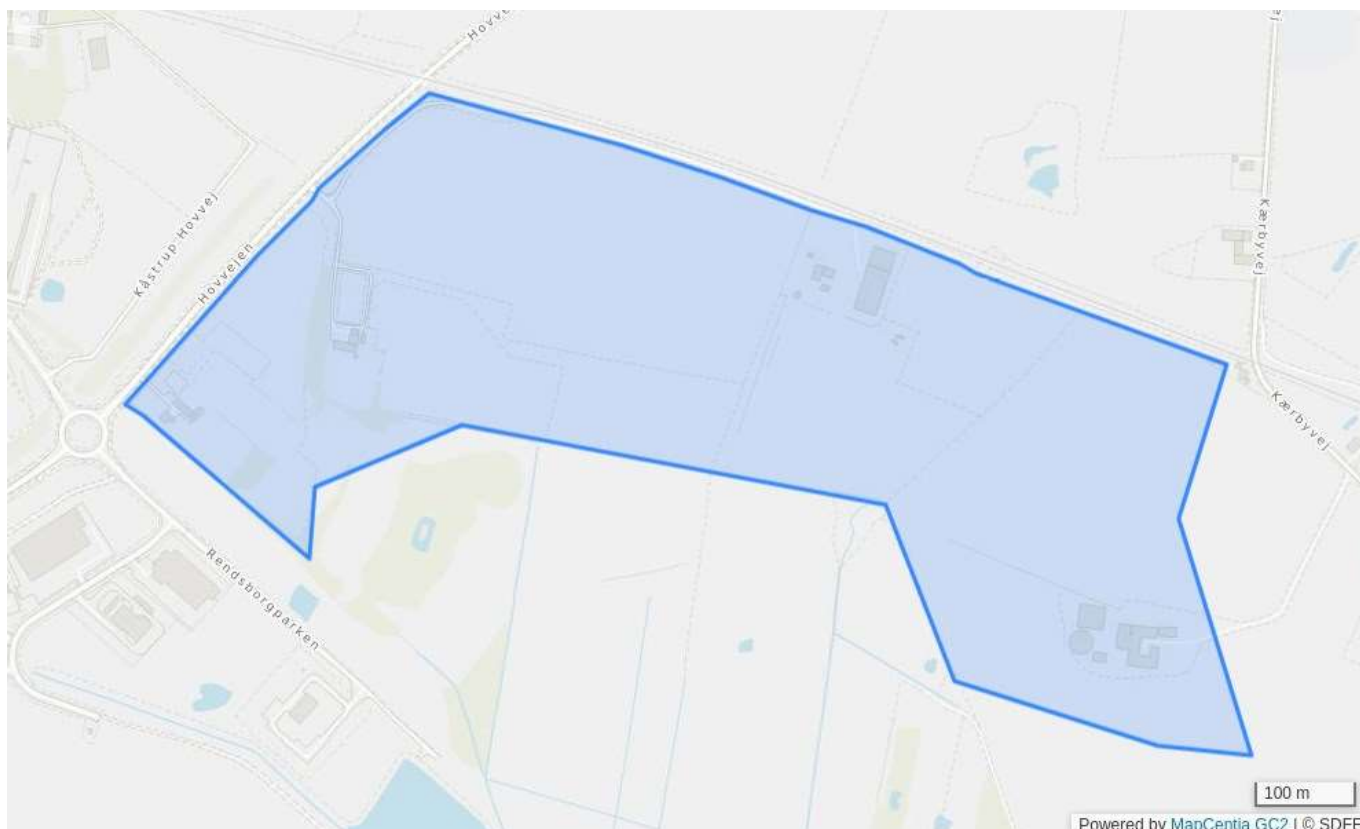 Hovvej
Kærbyvej
Kåstrup Hovvej
Hovvejen
Kærbyvej
Rendsborgparken
100 m
Powered by MapCentia GC2 | © SDFE